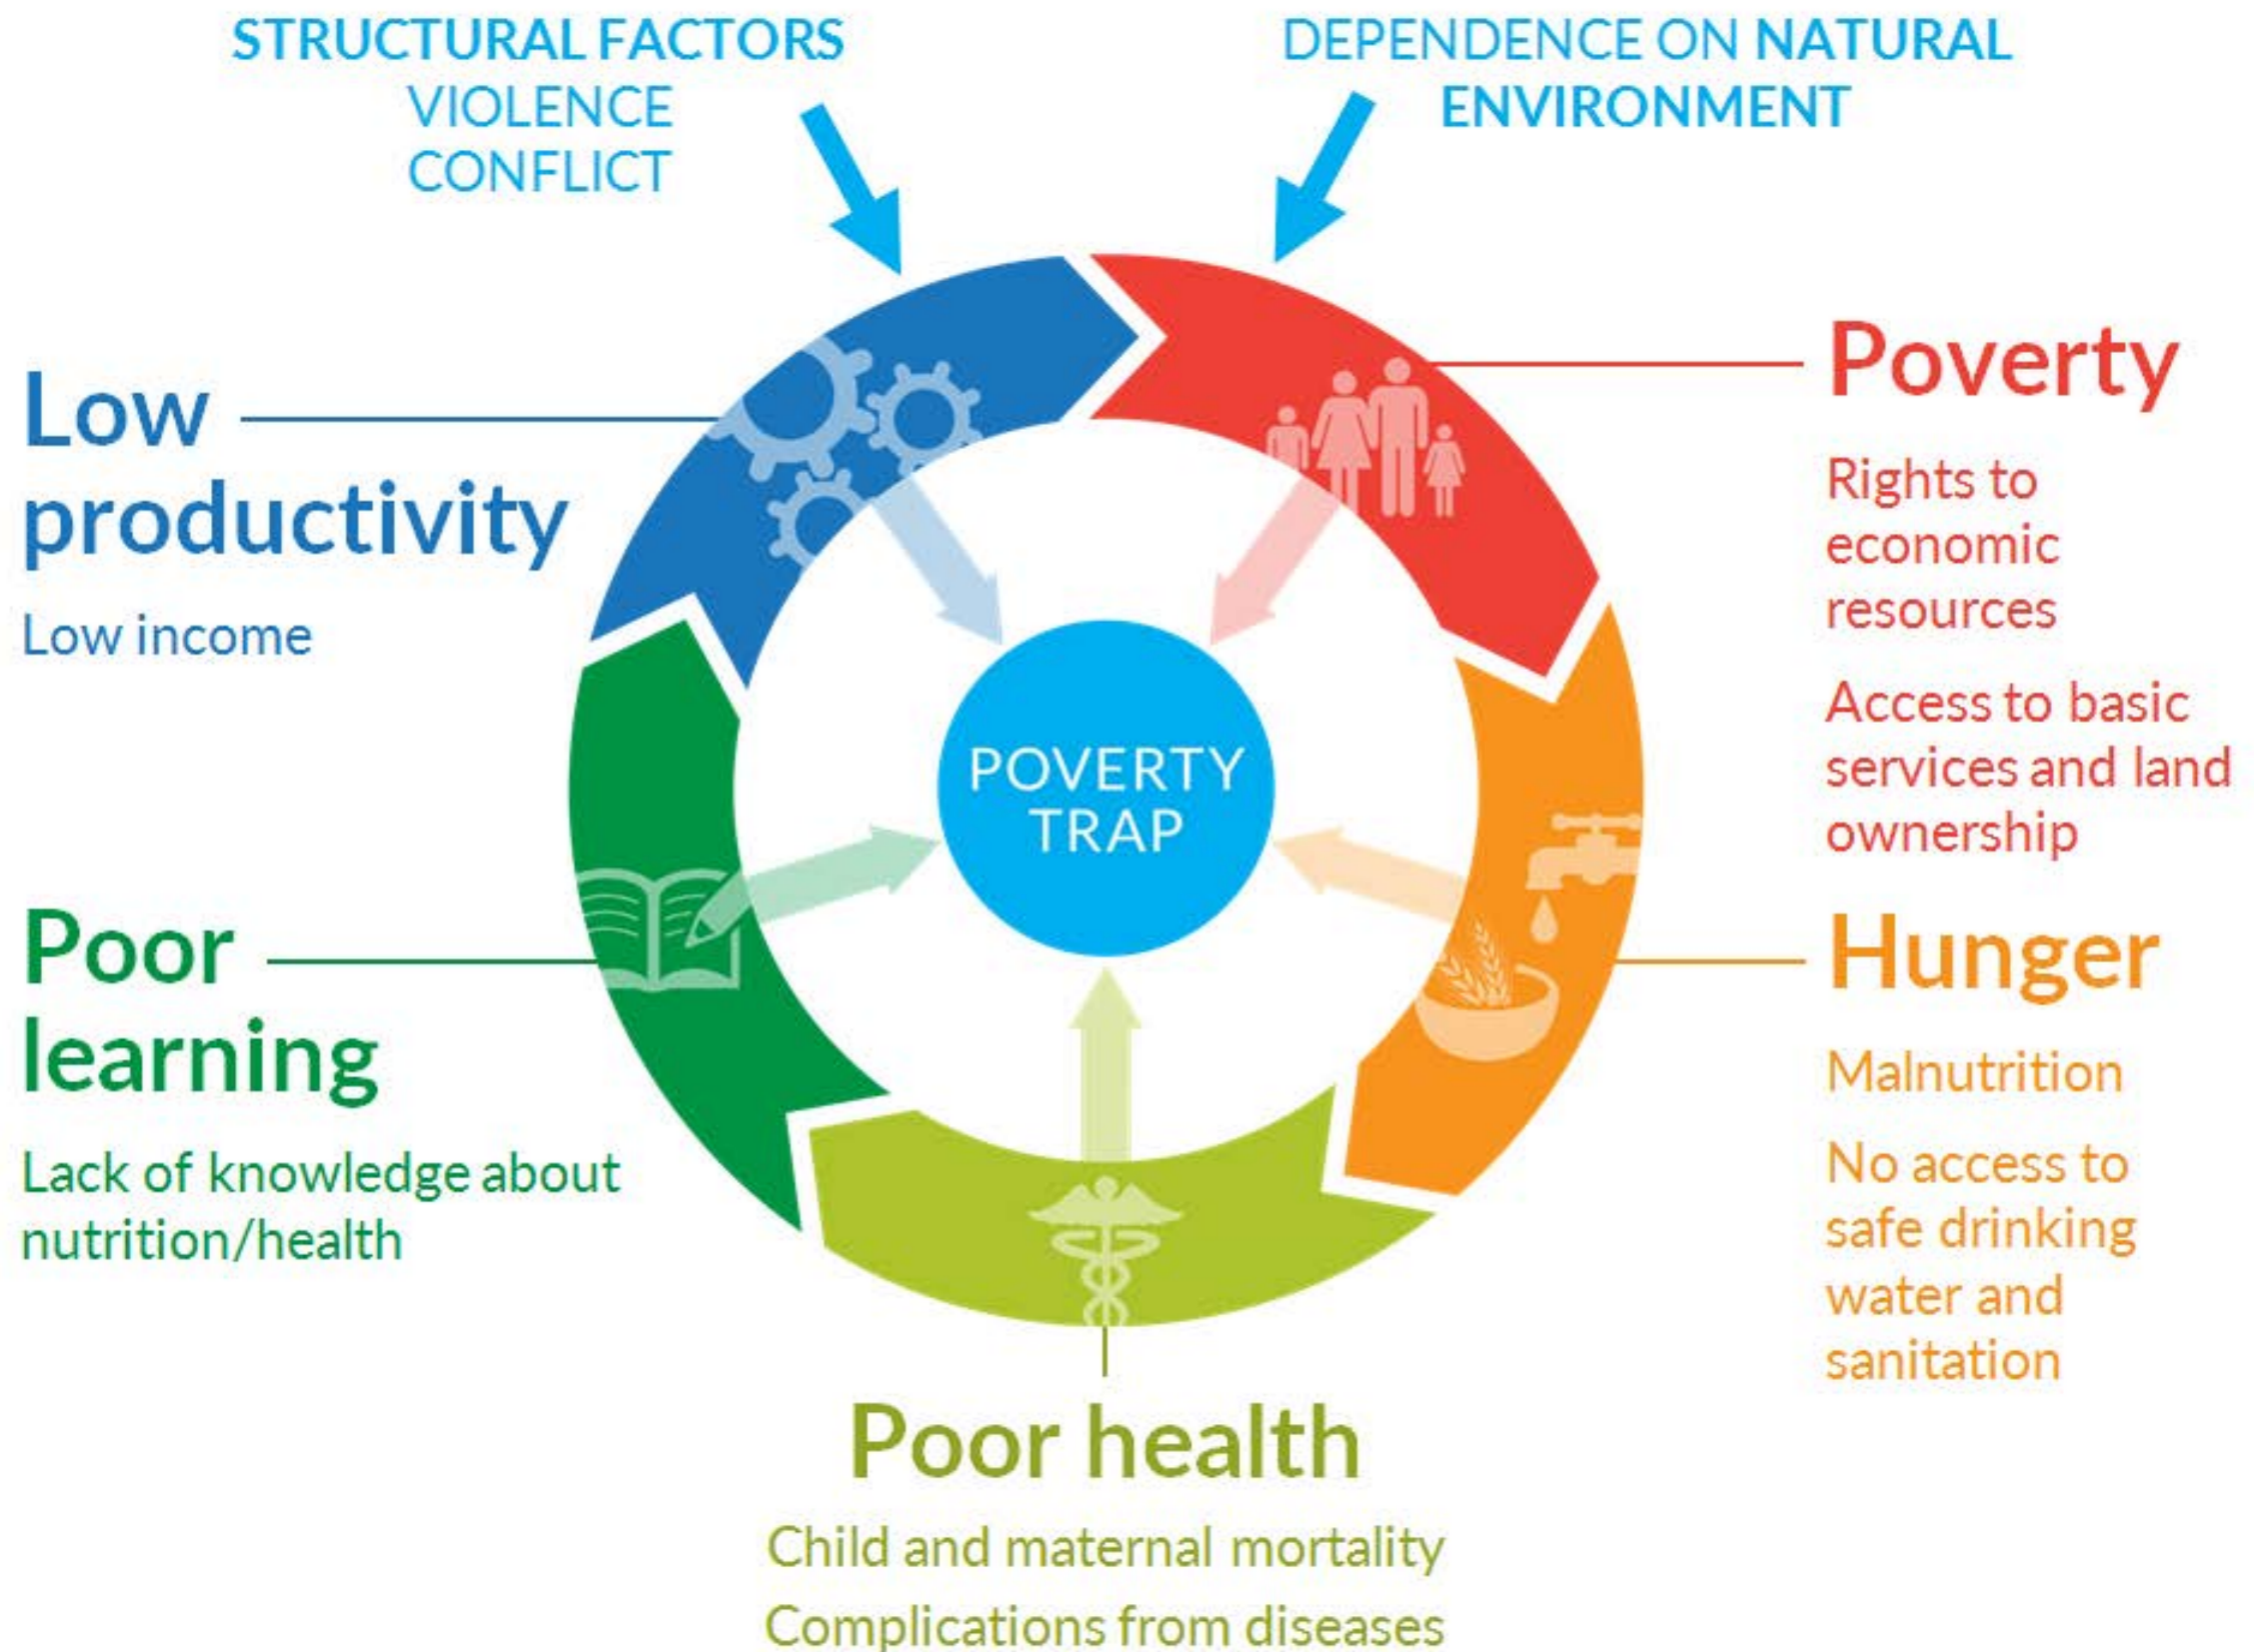 STRUCTURAL FACTORS
VIOLENCE
CONFLICT
DEPENDENCE ON NATURAL
ENVIRONMENT
Low
productivity
Low income
Poverty
Rights to
economic
resources
Access to basic
services and land
ownership
POVERTY
TRAP
Poor
learning
Lack of knowledge about
nutrition/health
Hunger
Malnutrition
No access to
safe drinking
water and
sanitation
Poor health
Child and maternal mortality
Complications from diseases